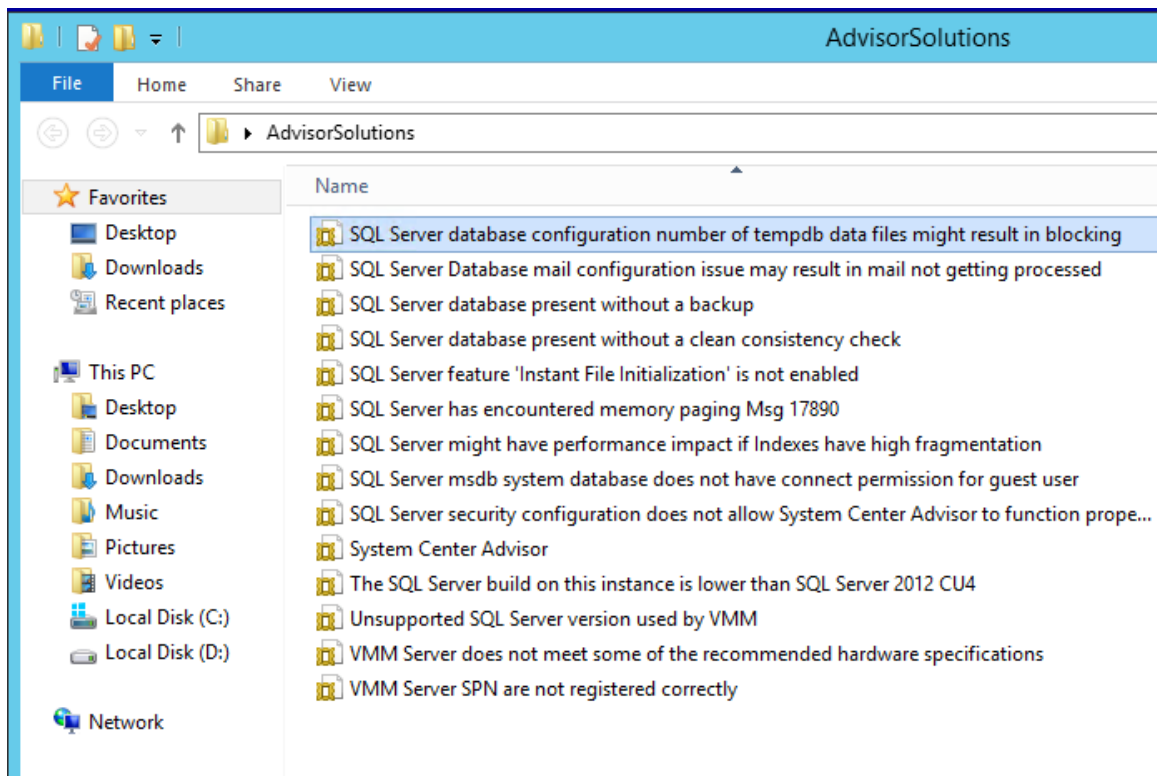 AdvisorSolutions
File Home Share View
AdvisorSolutions
Favorites
Desktop
Downloads
Recent places
This PC
Desktop
Documents
Downloads
Music
Pictures
Videos
Local Disk (C:)
Local Disk (D:)
Network
Name
SQL Server database configuration number of tempdb data files might result in blocking
SQL Server Database mail configuration issue may result in mail not getting processed
SQL Server database present without a backup
SQL Server database present without a clean consistency check
SQL Server feature 'Instant File Initialization' is not enabled
SQL Server has encountered memory paging Msg 17890
SQL Server might have performance impact if Indexes have high fragmentation
SQL Server msdb system database does not have connect permission for guest user
SQL Server security configuration does not allow System Center Advisor to function prope...
System Center Advisor
The SQL Server build on this instance is lower than SQL Server 2012 CU4
Unsupported SQL Server version used by VMM
VMM Server does not meet some of the recommended hardware specifications
VMM Server SPN are not registered correctly